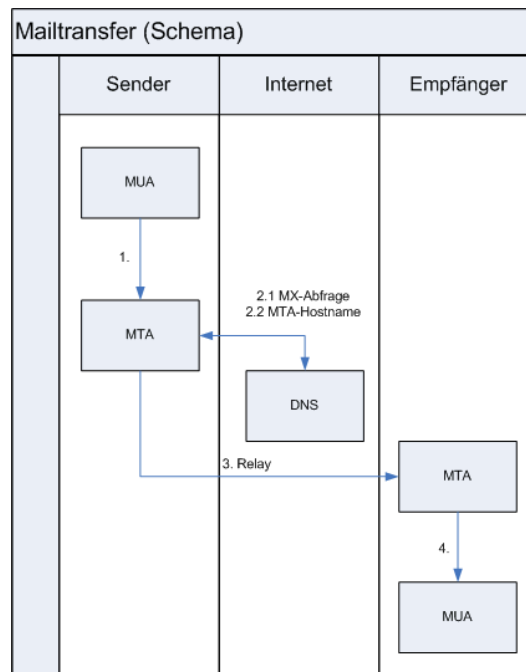 Mailtransfer (Schema)
Sender
Internet
Empfänger
MUA
1.
2.1 MX-Abfrage
2.2 MTA-Hostname
MTA
DNS
3. Relay
MTA
4.
MUA